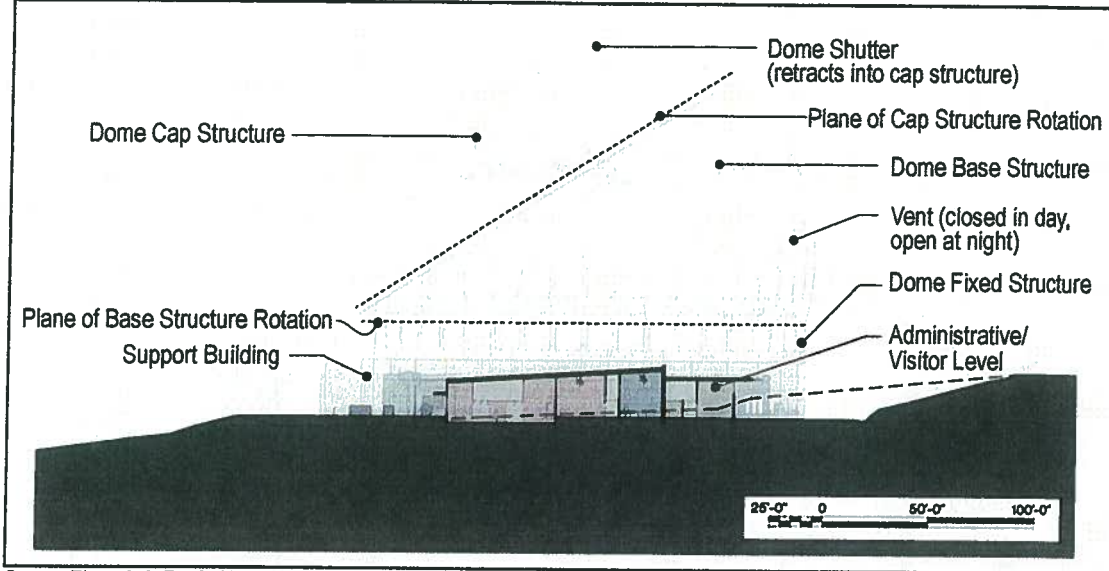 Dome Shutter
(retracts into cap structure)
Plane of Cap Structure Rotation
Dome Cap Structure
Dome Base Structure
Vent (closed in day,
open at night)
Dome Fixed Structure
Plane of Base Structure Rotation
Support Building
Administrative/
Visitor Level
25'-0" 0 50'-0" 100'-0"